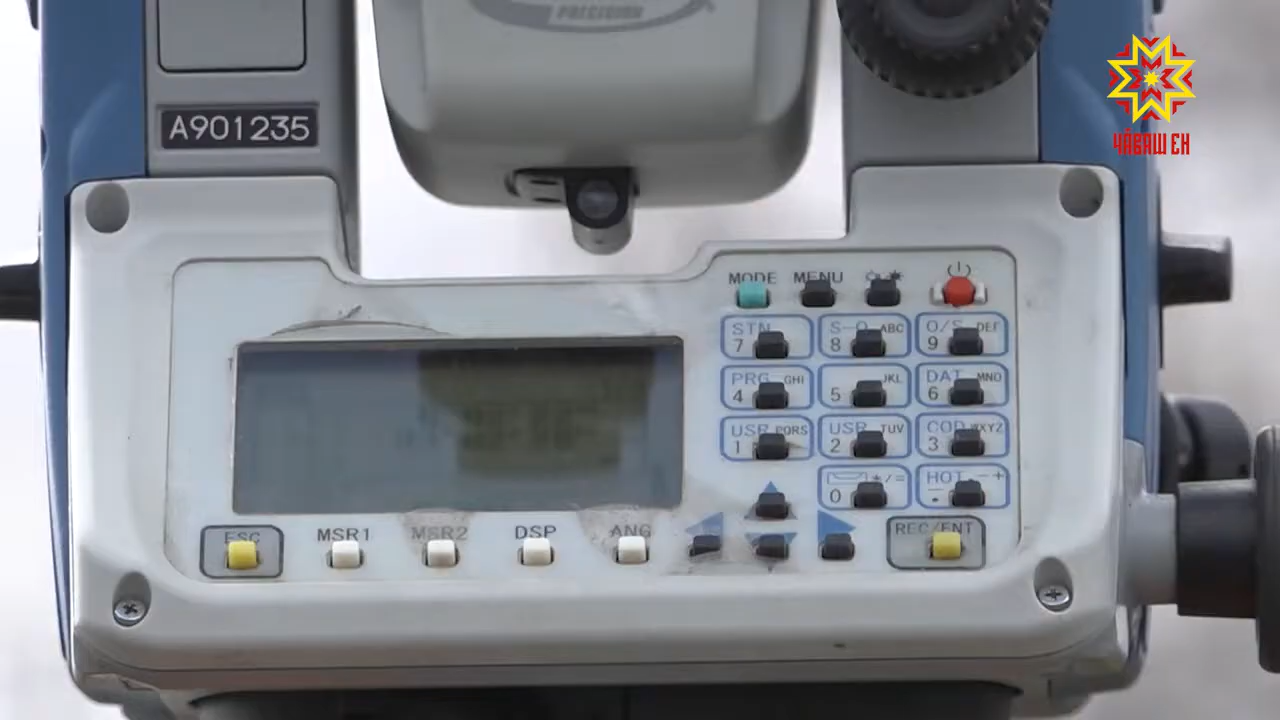 A901235
ЧӐВАШ ЕН
MODE MENU
STN 7 S-O ABC 8 O/S DEF 9
PRG GHI 4 JKL 5 DAT MNO 6
USR PQRS 1 USR TUV 2 COD WXYZ 3
0 */= HOT -+ .
ESC MSR1 MSR2 DSP ANG REC/ENT